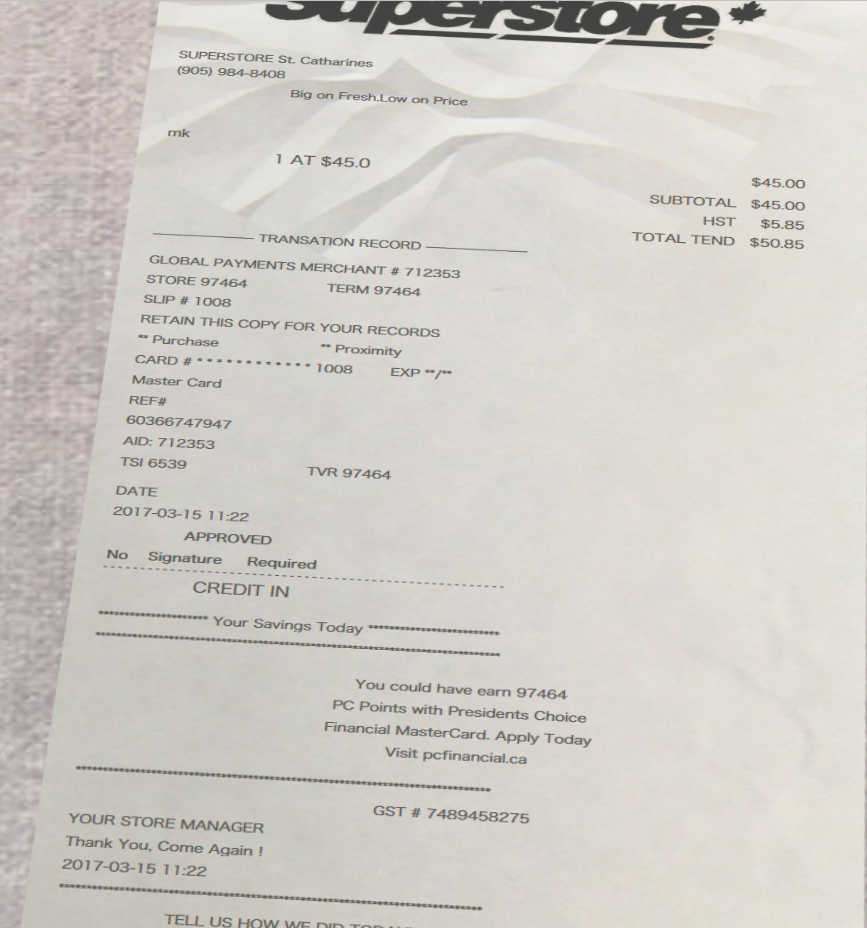 Superstore
SUPERSTORE St. Catharines
(905) 984-8408
Big on Fresh.Low on Price
mk
1 AT $45.0
$45.00
SUBTOTAL $45.00
HST $5.85
TOTAL TEND $50.85
TRANSATION RECORD
GLOBAL PAYMENTS MERCHANT # 712353
STORE 97464 TERM 97464
SLIP # 1008
RETAIN THIS COPY FOR YOUR RECORDS
** Purchase ** Proximity
CARD # * * * * * * * * * * * * 1008 EXP **/**
Master Card
REF#
60366747947
AID: 712353
TSI 6539 TVR 97464
DATE
2017-03-15 11:22
APPROVED
No Signature Required
CREDIT IN
*********************** Your Savings Today ***************************
You could have earn 97464
PC Points with Presidents Choice
Financial MasterCard. Apply Today
Visit pcfinancial.ca
GST # 7489458275
YOUR STORE MANAGER
Thank You, Come Again !
2017-03-15 11:22
TELL US HOW WE DID TODAY